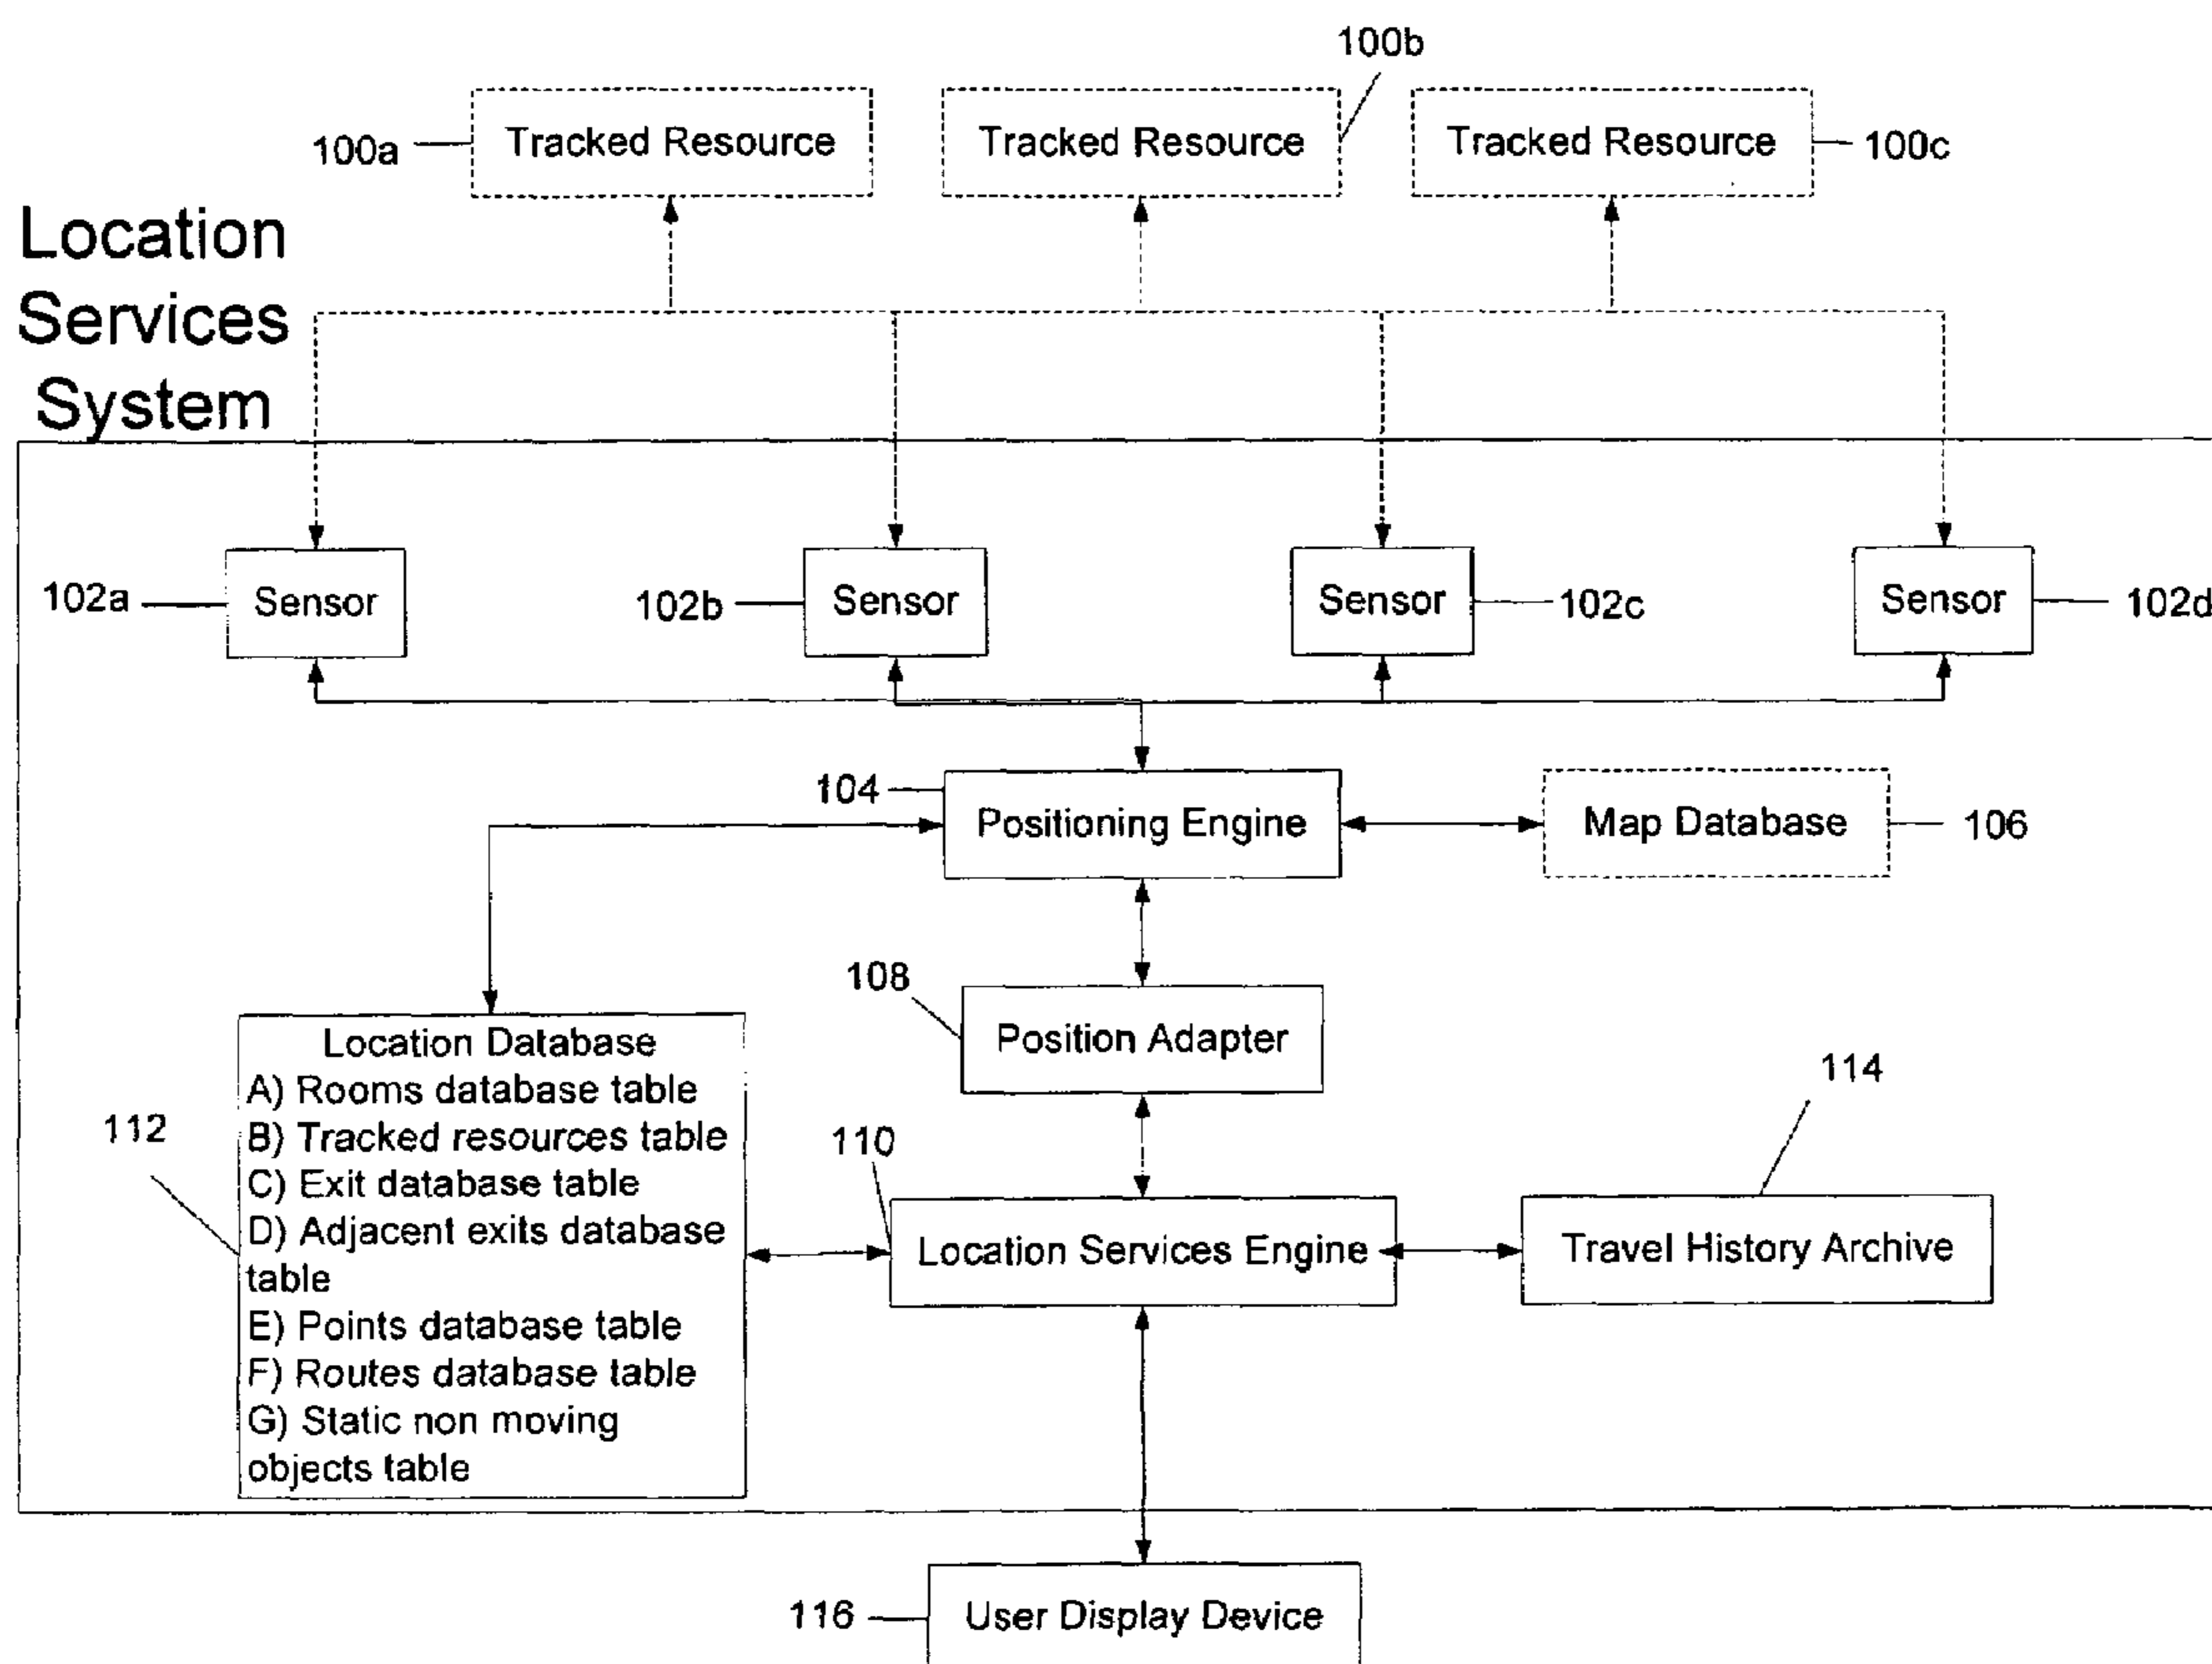 100b
Tracked Resource
Tracked Resource
Tracked Resource
100a
100c
Location
Services
System
102a
Sensor
102b
Sensor
Sensor
102c
Sensor
102d
104
Positioning Engine
Map Database
106
108
Position Adapter
Location Database
A) Rooms database table
B) Tracked resources table
C) Exit database table
D) Adjacent exits database
table
E) Points database table
F) Routes database table
G) Static non moving
objects table
112
110
Location Services Engine
114
Travel History Archive
116
User Display Device